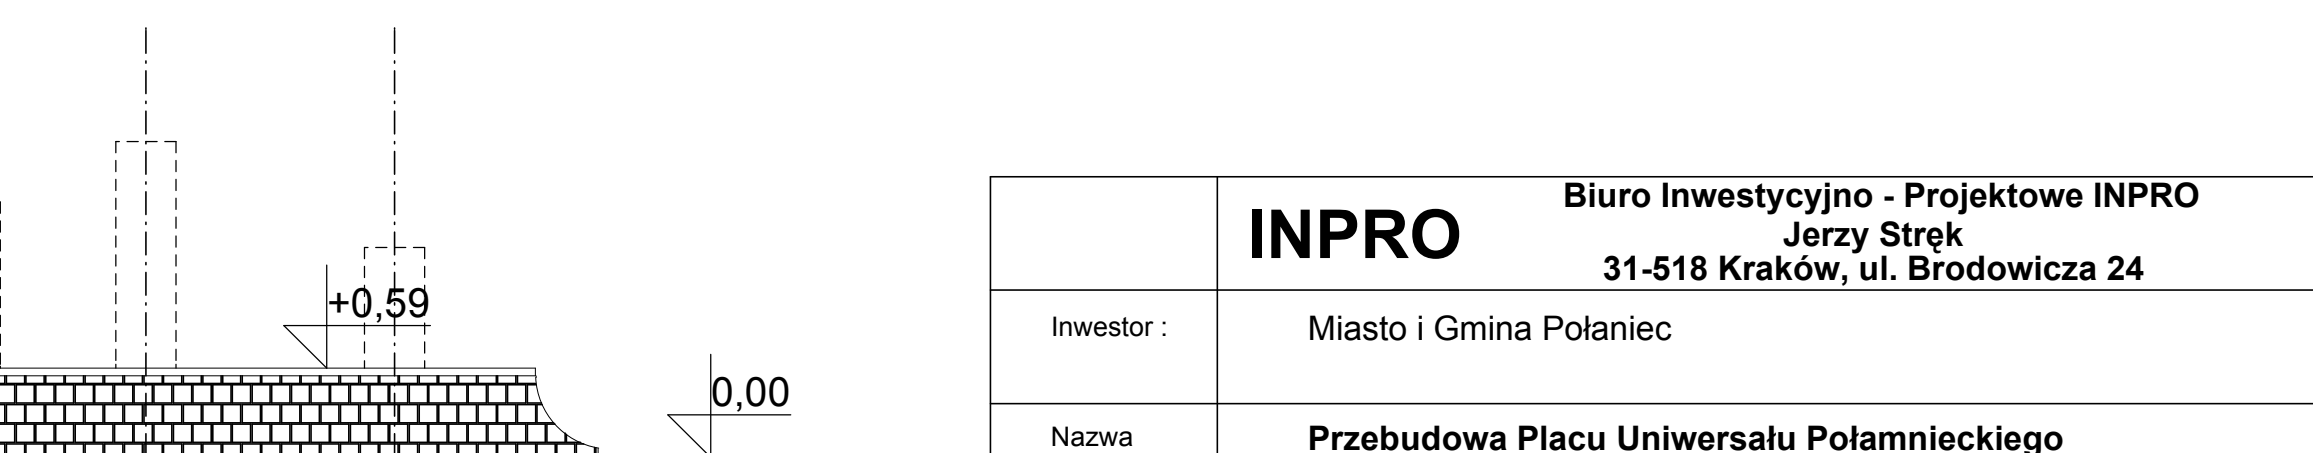 +0,59
0,00
INPRO
Biuro Inwestycyjno - Projektowe INPRO
Jerzy Stręk
31-518 Kraków, ul. Brodowicza 24
Inwestor :
Miasto i Gmina Połaniec
Nazwa
Przebudowa Placu Uniwersału Połamnieckiego